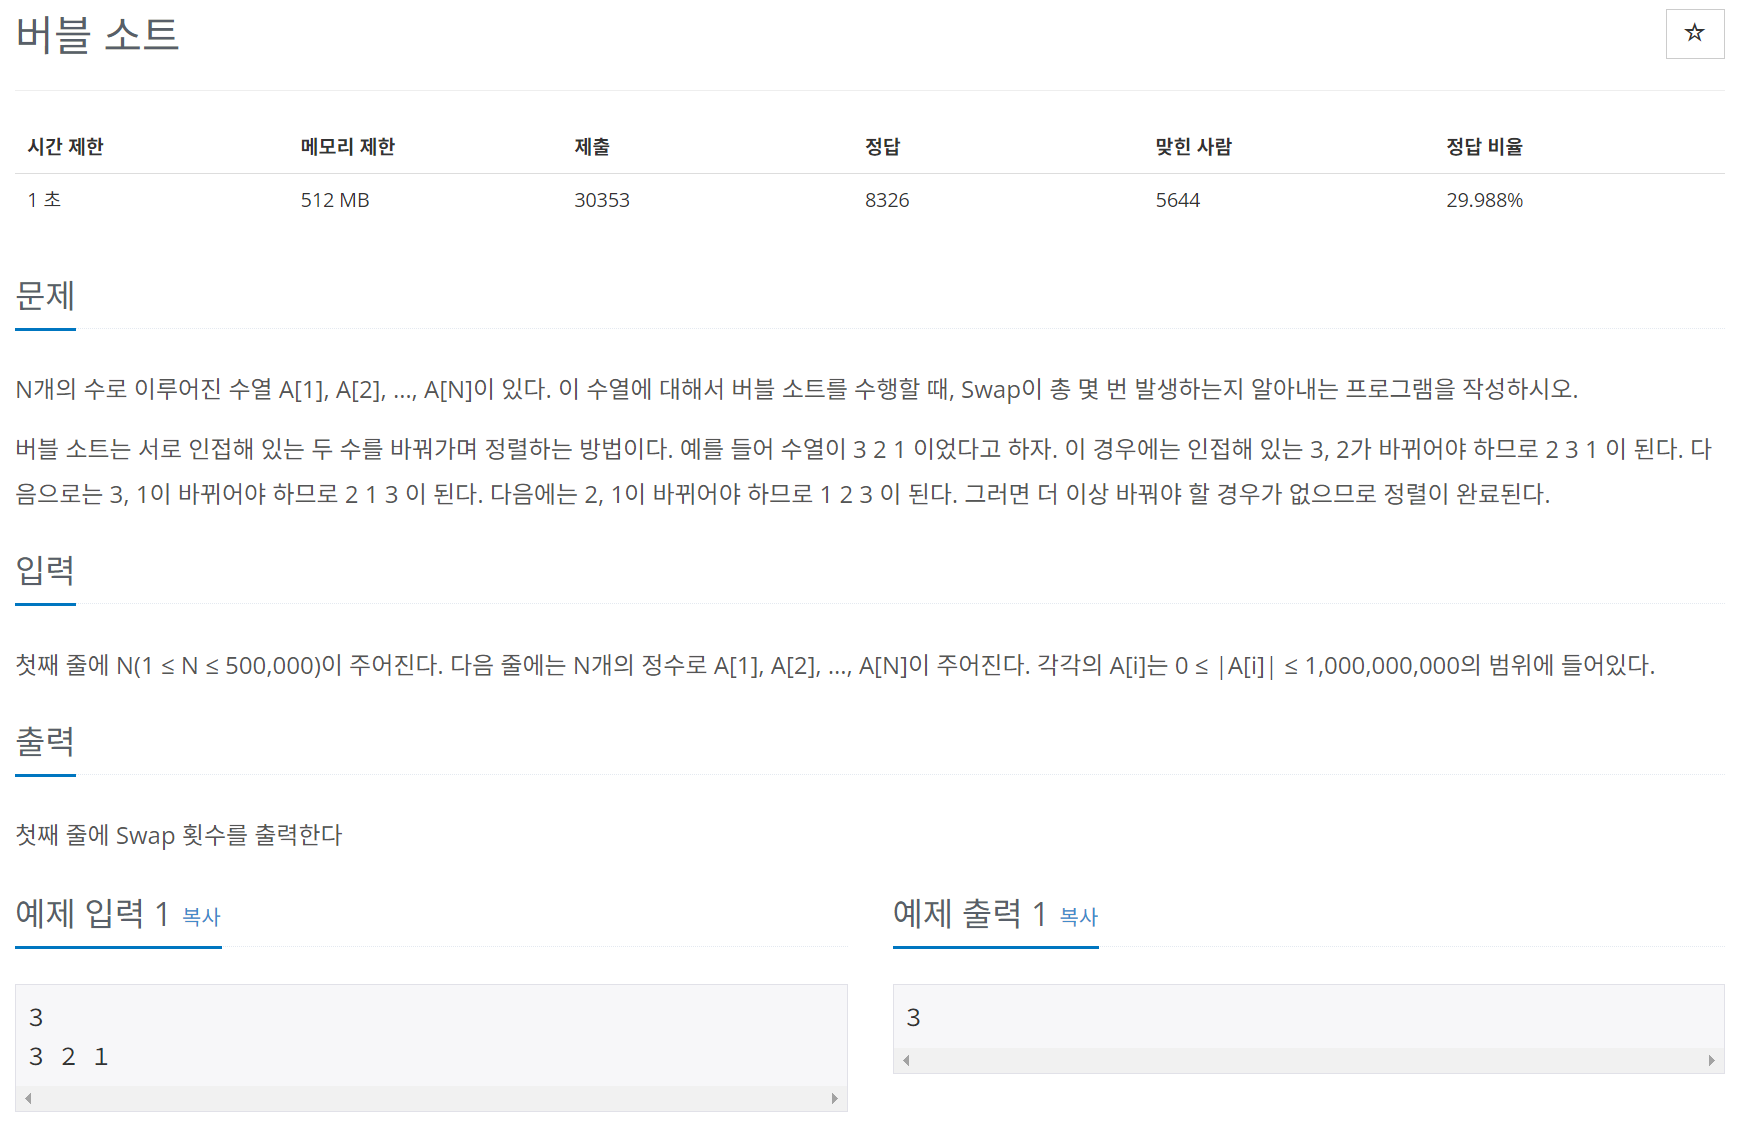 버블 소트
☆
시간 제한 메모리 제한 제출 정답 맞힌 사람 정답 비율
1 초 512 MB 30353 8326 5644 29.988%
문제
N개의 수로 이루어진 수열 A[1], A[2], …, A[N]이 있다. 이 수열에 대해서 버블 소트를 수행할 때, Swap이 총 몇 번 발생하는지 알아내는 프로그램을 작성하시오.
버블 소트는 서로 인접해 있는 두 수를 바꿔가며 정렬하는 방법이다. 예를 들어 수열이 3 2 1 이었다고 하자. 이 경우에는 인접해 있는 3, 2가 바뀌어야 하므로 2 3 1 이 된다. 다
음으로는 3, 1이 바뀌어야 하므로 2 1 3 이 된다. 다음에는 2, 1이 바뀌어야 하므로 1 2 3 이 된다. 그러면 더 이상 바꿔야 할 경우가 없으므로 정렬이 완료된다.
입력
첫째 줄에 N(1 ≤ N ≤ 500,000)이 주어진다. 다음 줄에는 N개의 정수로 A[1], A[2], …, A[N]이 주어진다. 각각의 A[i]는 0 ≤ |A[i]| ≤ 1,000,000,000의 범위에 들어있다.
출력
첫째 줄에 Swap 횟수를 출력한다
예제 입력 1 복사
3
3 2 1
예제 출력 1 복사
3